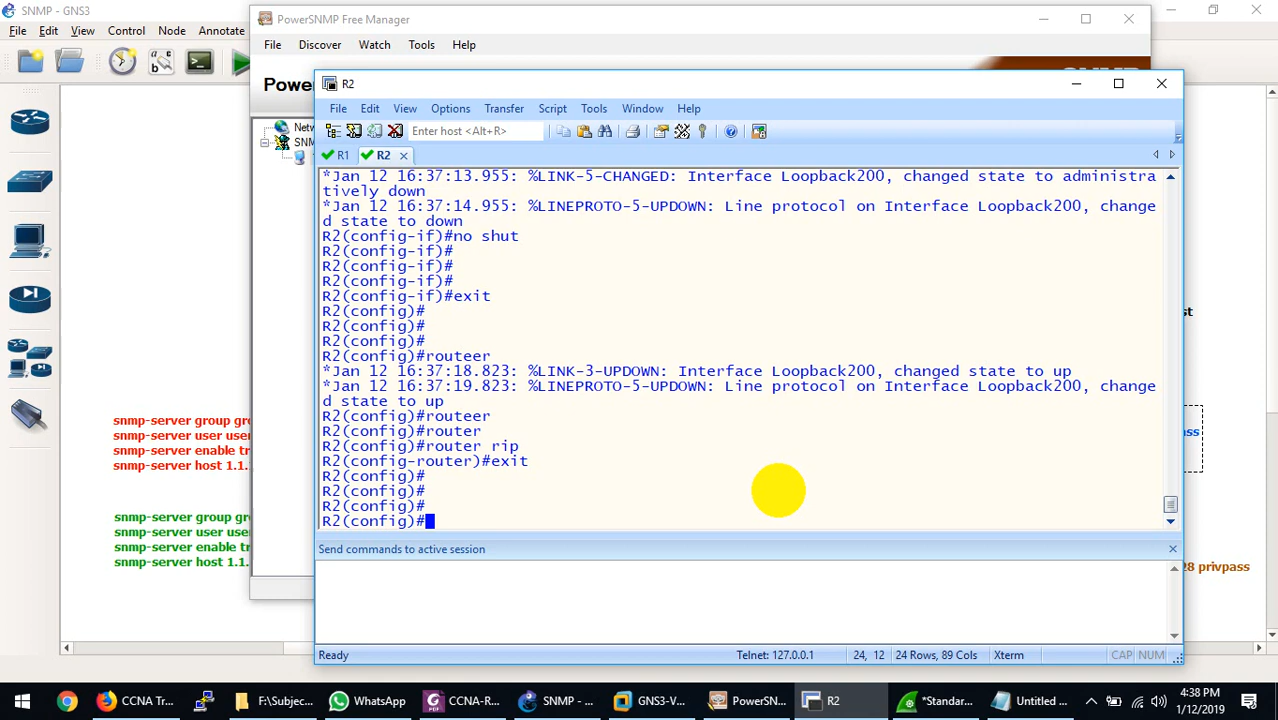 SNMP - GNS3
File Edit View Control Node Annotate
PowerSNMP Free Manager
File Discover Watch Tools Help
R2
File Edit View Options Transfer Script Tools Window Help
Enter host <Alt+R>
R1 R2
*Jan 12 16:37:13.955: %LINK-5-CHANGED: Interface Loopback200, changed state to administra
tively down
*Jan 12 16:37:14.955: %LINEPROTO-5-UPDOWN: Line protocol on Interface Loopback200, change
d state to down
R2(config-if)#no shut
R2(config-if)#
R2(config-if)#
R2(config-if)#
R2(config-if)#exit
R2(config)#
R2(config)#
R2(config)#
R2(config)#routeer
*Jan 12 16:37:18.823: %LINK-3-UPDOWN: Interface Loopback200, changed state to up
*Jan 12 16:37:19.823: %LINEPROTO-5-UPDOWN: Line protocol on Interface Loopback200, change
d state to up
R2(config)#routeer
R2(config)#router
R2(config)#router rip
R2(config-router)#exit
R2(config)#
R2(config)#
R2(config)#
R2(config)#
Send commands to active session
Ready Telnet: 127.0.0.1 24, 12 24 Rows, 89 Cols Xterm CAP NUM
snmp-server group
snmp-server user
snmp-server enable
snmp-server host 1.1.
snmp-server group
snmp-server user
snmp-server enable
snmp-server host 1.1.
28 privpass
CCNA Tr... F:\Subjec... WhatsApp CCNA-R... SNMP - ... GNS3-V... PowerSN... R2 *Standar... Untitled ...
4:38 PM
1/12/2019